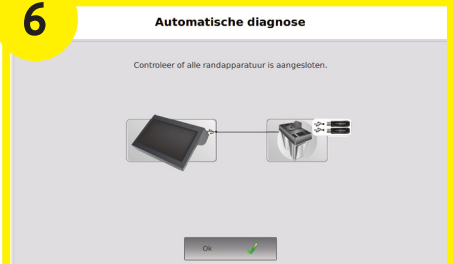 6
Automatische diagnose
Controleer of alle randapparatuur is aangesloten.
Ok